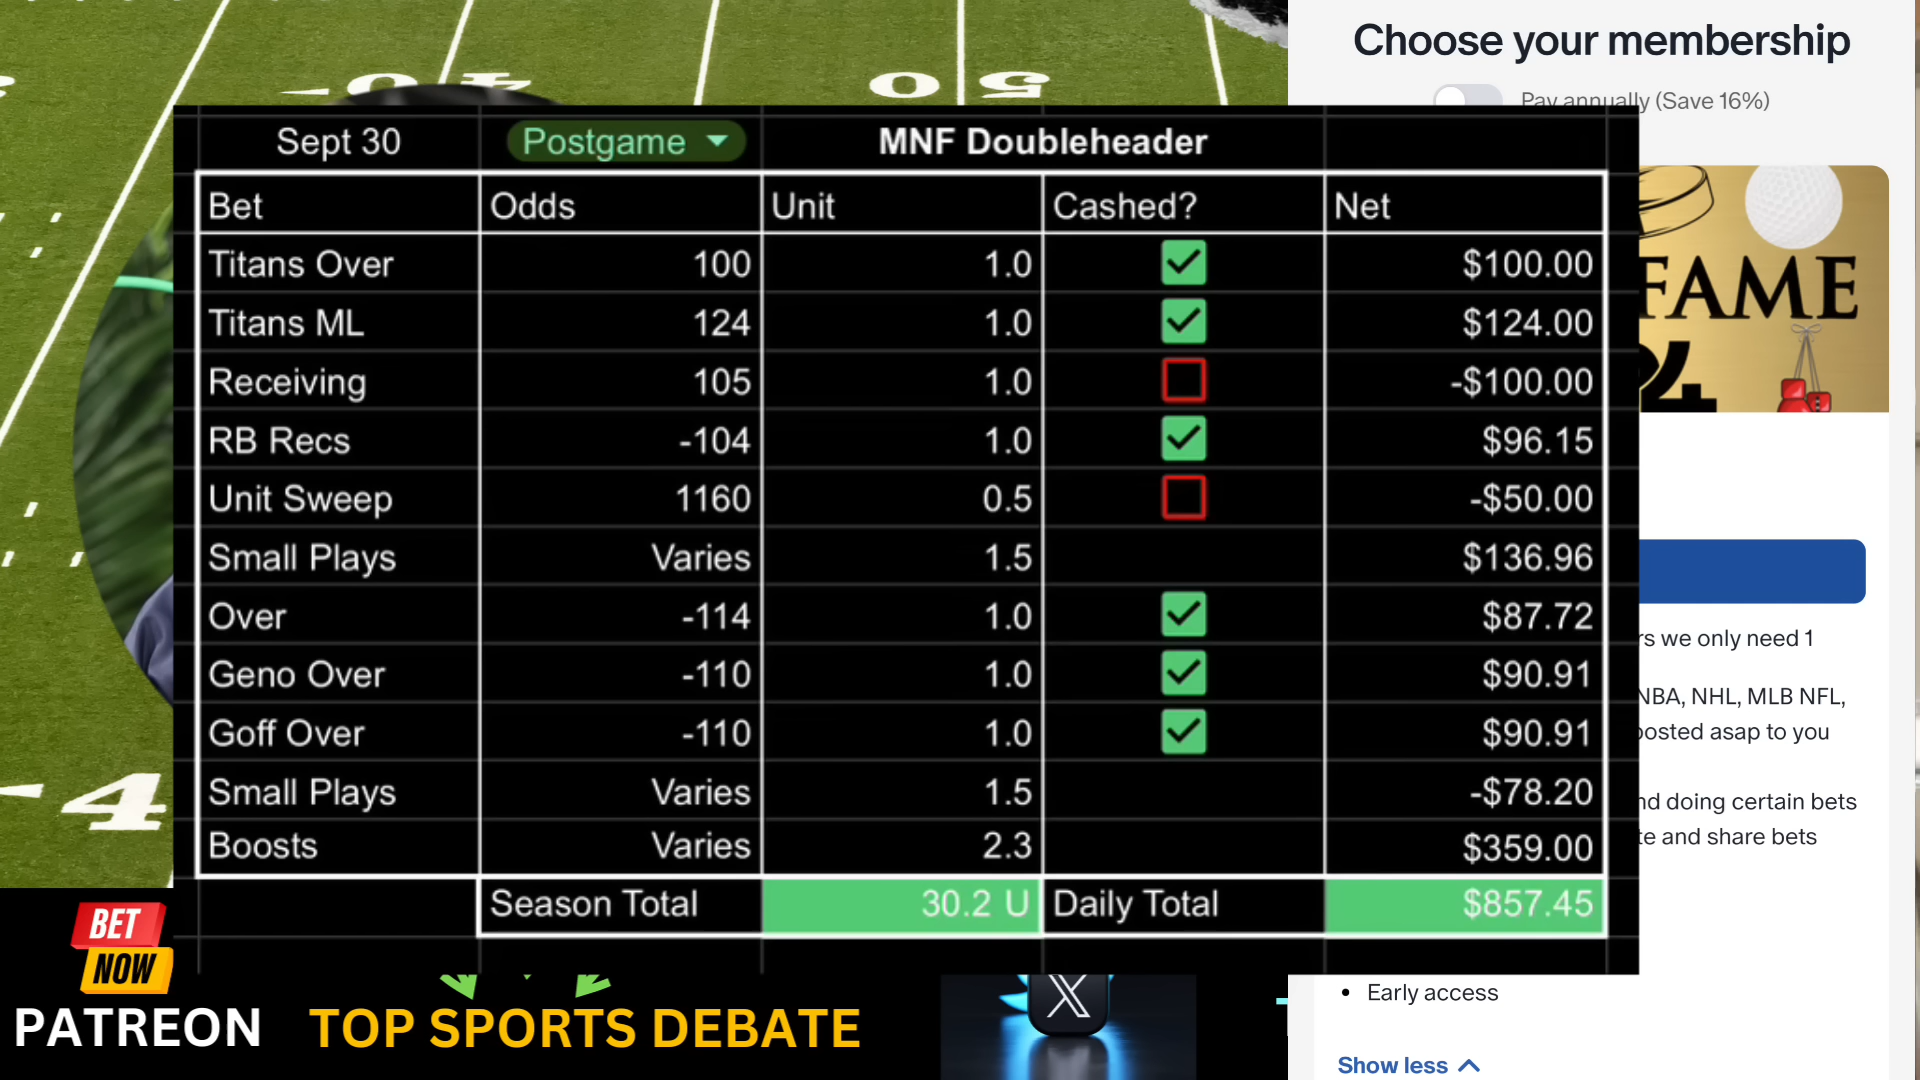 Choose your membership
Pay annually (Save 16%)
50
Sept 30 Postgame MNF Doubleheader
Bet Odds Unit Cashed? Net
Titans Over 100 1.0 $100.00
Titans ML 124 1.0 $124.00
Receiving 105 1.0 -$100.00
RB Recs -104 1.0 $96.15
Unit Sweep 1160 0.5 -$50.00
Small Plays Varies 1.5 $136.96
Over -114 1.0 $87.72
Geno Over -110 1.0 $90.91
Goff Over -110 1.0 $90.91
Small Plays Varies 1.5 -$78.20
Boosts Varies 2.3 $359.00
Season Total 30.2 U Daily Total $857.45
FAME
we only need 1
NBA, NHL, MLB NFL,
posted asap to you
doing certain bets
and share bets
4
BET
NOW
PATREON
TOP SPORTS DEBATE
X
• Early access
Show less